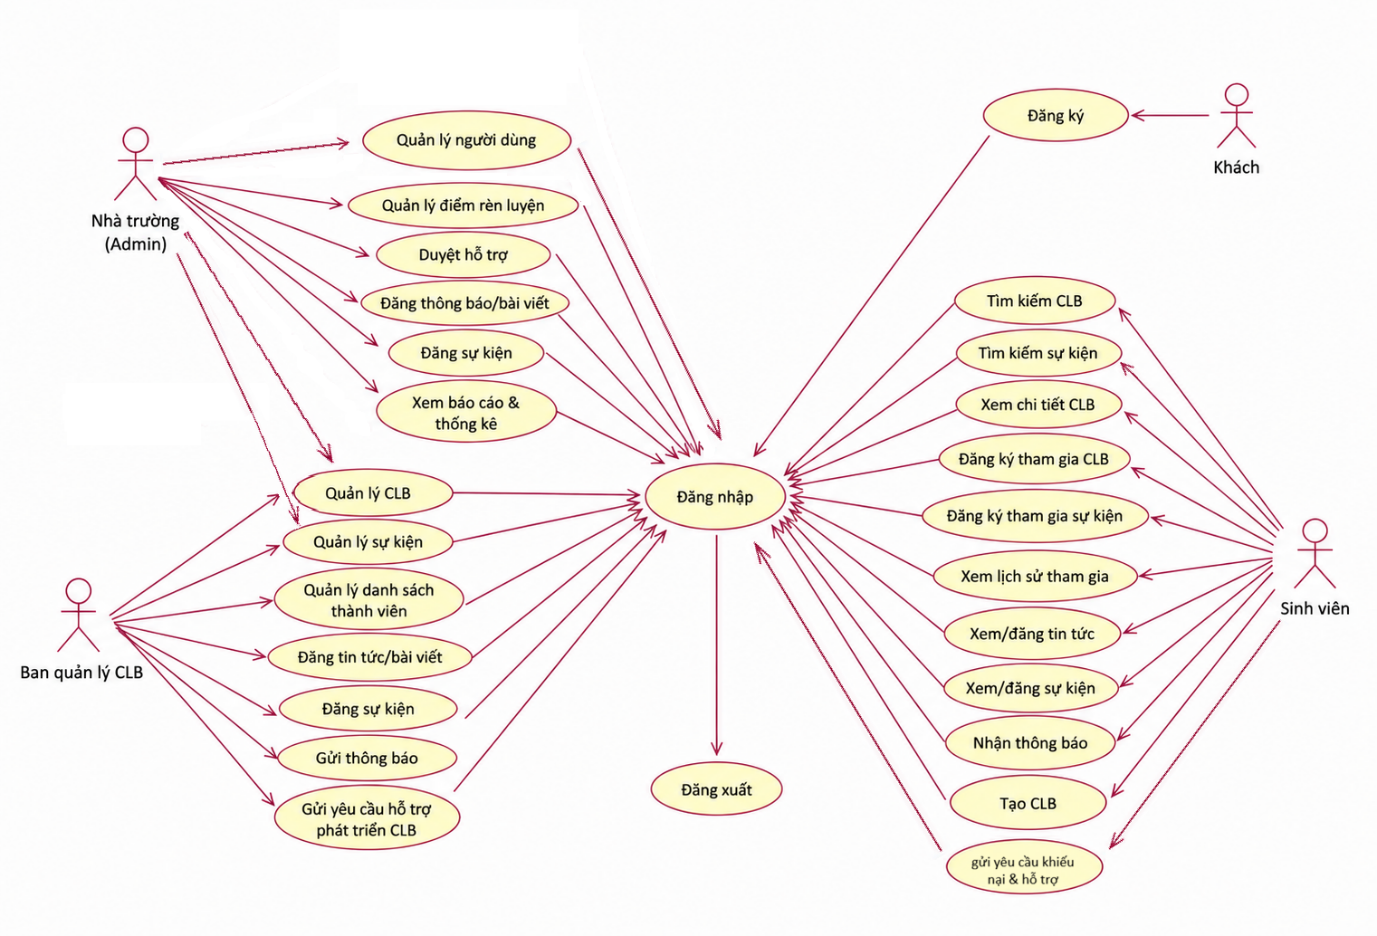 Nhà trường
(Admin)
Quản lý người dùng
Quản lý điểm rèn luyện
Duyệt hỗ trợ
Đăng thông báo/bài viết
Đăng sự kiện
Xem báo cáo &
thống kê
Ban quản lý CLB
Quản lý CLB
Quản lý sự kiện
Quản lý danh sách
thành viên
Đăng tin tức/bài viết
Đăng sự kiện
Gửi thông báo
Gửi yêu cầu hỗ trợ
phát triển CLB
Đăng nhập
Đăng xuất
Đăng ký
Khách
Tìm kiếm CLB
Tìm kiếm sự kiện
Xem chi tiết CLB
Đăng ký tham gia CLB
Đăng ký tham gia sự kiện
Xem lịch sử tham gia
Xem/đăng tin tức
Xem/đăng sự kiện
Nhận thông báo
Tạo CLB
gửi yêu cầu khiếu
nại & hỗ trợ
Sinh viên